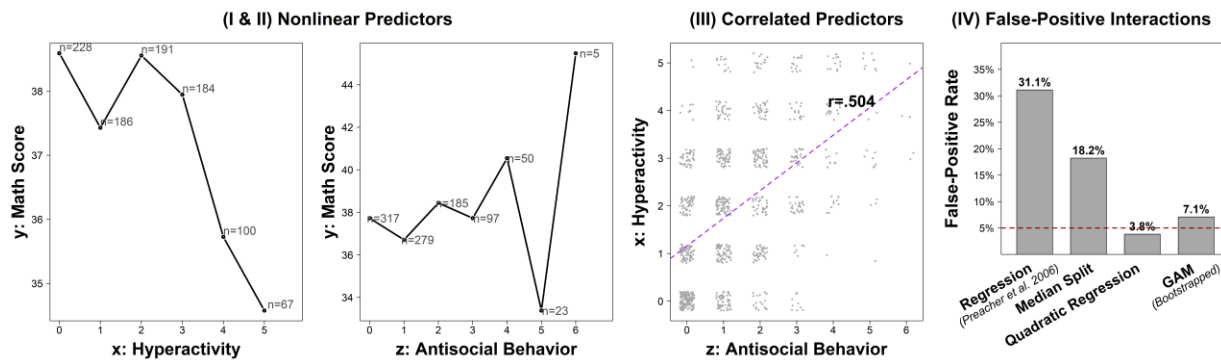 (I & II) Nonlinear Predictors
y: Math Score
38
37
36
35
n=228
n=186
n=191
n=184
n=100
n=67
0 1 2 3 4 5
x: Hyperactivity
y: Math Score
44
42
40
38
36
34
n=317
n=279
n=185
n=97
n=50
n=23
n=5
0 1 2 3 4 5 6
z: Antisocial Behavior
(III) Correlated Predictors
x: Hyperactivity
5
4
3
2
1
0
r=.504
0 1 2 3 4 5 6
z: Antisocial Behavior
(IV) False-Positive Interactions
False-Positive Rate
35%
30%
25%
20%
15%
10%
5%
31.1%
18.2%
3.8%
7.1%
Regression
(Preacher et al. 2006)
Median Split
Quadratic Regression
GAM
(Bootstrapped)